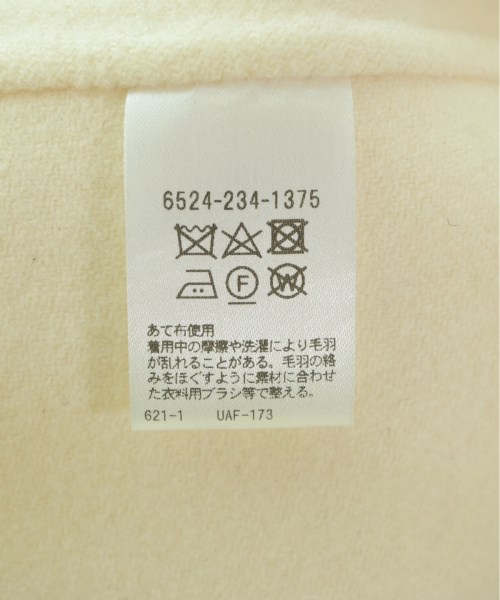 6524-234-1375
F W
あて布使用
着用中の摩擦や洗濯により毛羽
が乱れることがある。毛羽の絡
みをほぐすように素材に合わせ
た衣料用ブラシ等で整える。
621-1 UAF-173